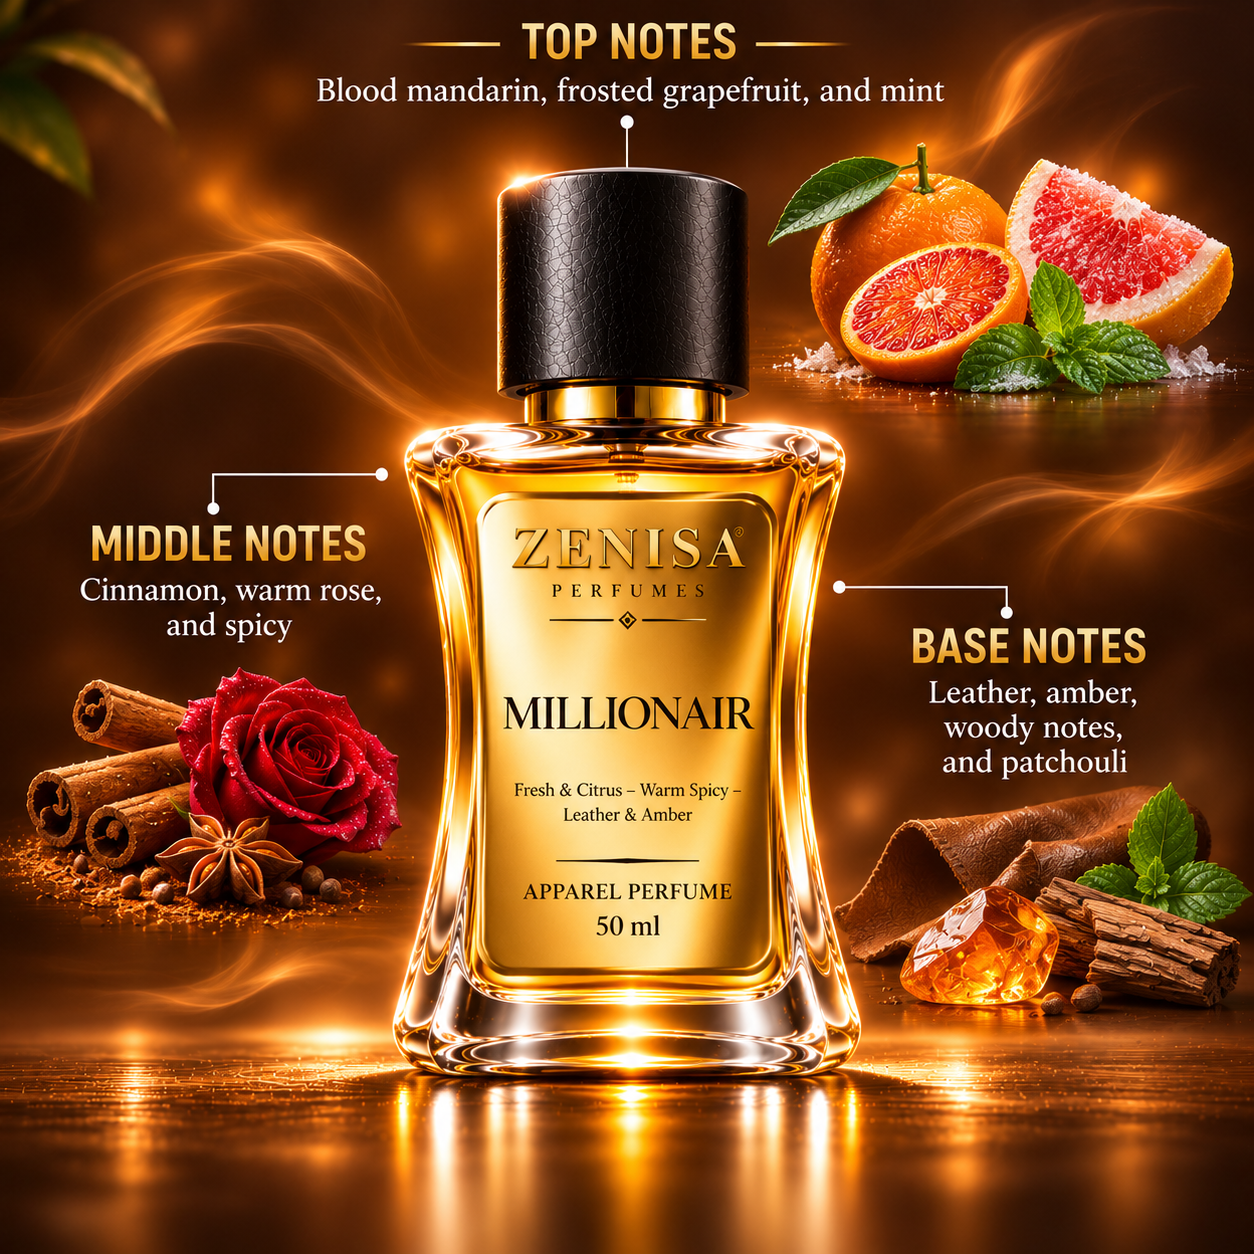 TOP NOTES
Blood mandarin, frosted grapefruit, and mint
MIDDLE NOTES
Cinnamon, warm rose,
and spicy
ZENISA®
PERFUMES
MILLIONAIR
Fresh & Citrus – Warm Spicy –
Leather & Amber
APPAREL PERFUME
50 ml
BASE NOTES
Leather, amber,
woody notes,
and patchouli